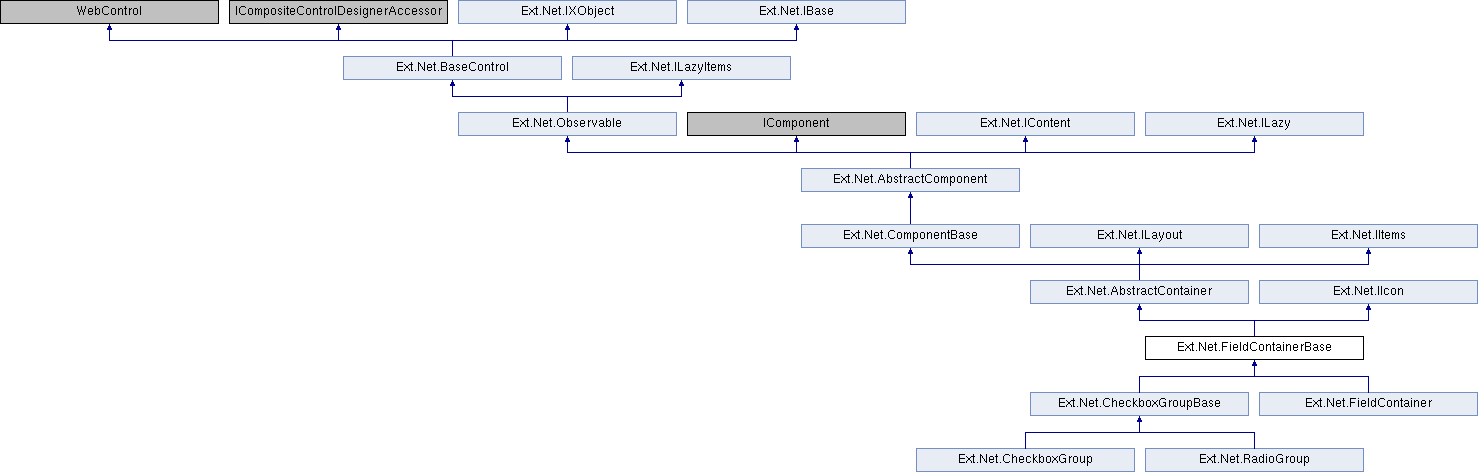 WebControl
ICompositeControlDesignerAccessor
Ext.Net.IXObject
Ext.Net.IBase
Ext.Net.BaseControl
Ext.Net.ILazyItems
Ext.Net.Observable
IComponent
Ext.Net.IContent
Ext.Net.ILazy
Ext.Net.AbstractComponent
Ext.Net.ComponentBase
Ext.Net.ILayout
Ext.Net.IItems
Ext.Net.AbstractContainer
Ext.Net.IIcon
Ext.Net.FieldContainerBase
Ext.Net.CheckboxGroupBase
Ext.Net.FieldContainer
Ext.Net.CheckboxGroup
Ext.Net.RadioGroup